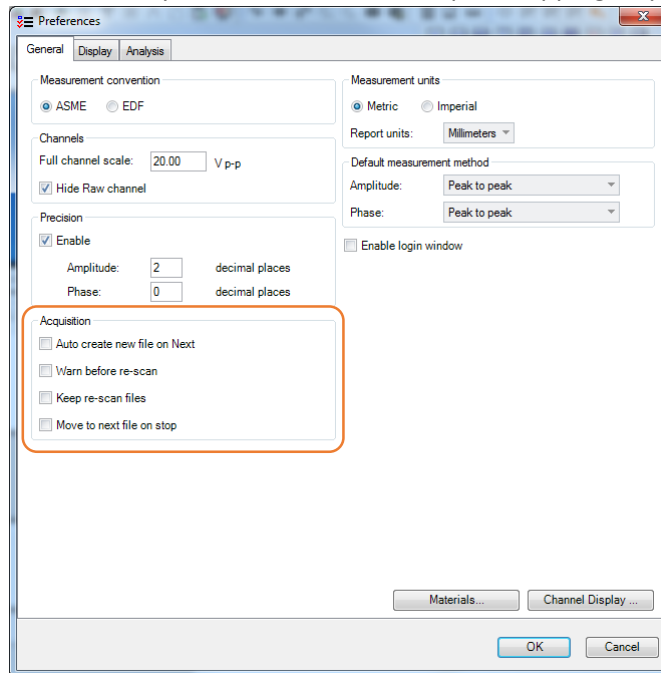 Preferences
General Display Analysis
Measurement convention
ASME EDF
Channels
Full channel scale: 20.00 V p-p
Hide Raw channel
Precision
Enable
Amplitude: 2 decimal places
Phase: 0 decimal places
Acquisition
Auto create new file on Next
Warn before re-scan
Keep re-scan files
Move to next file on stop
Measurement units
Metric Imperial
Report units: Millimeters
Default measurement method
Amplitude: Peak to peak
Phase: Peak to peak
Enable login window
Materials... Channel Display ...
OK Cancel